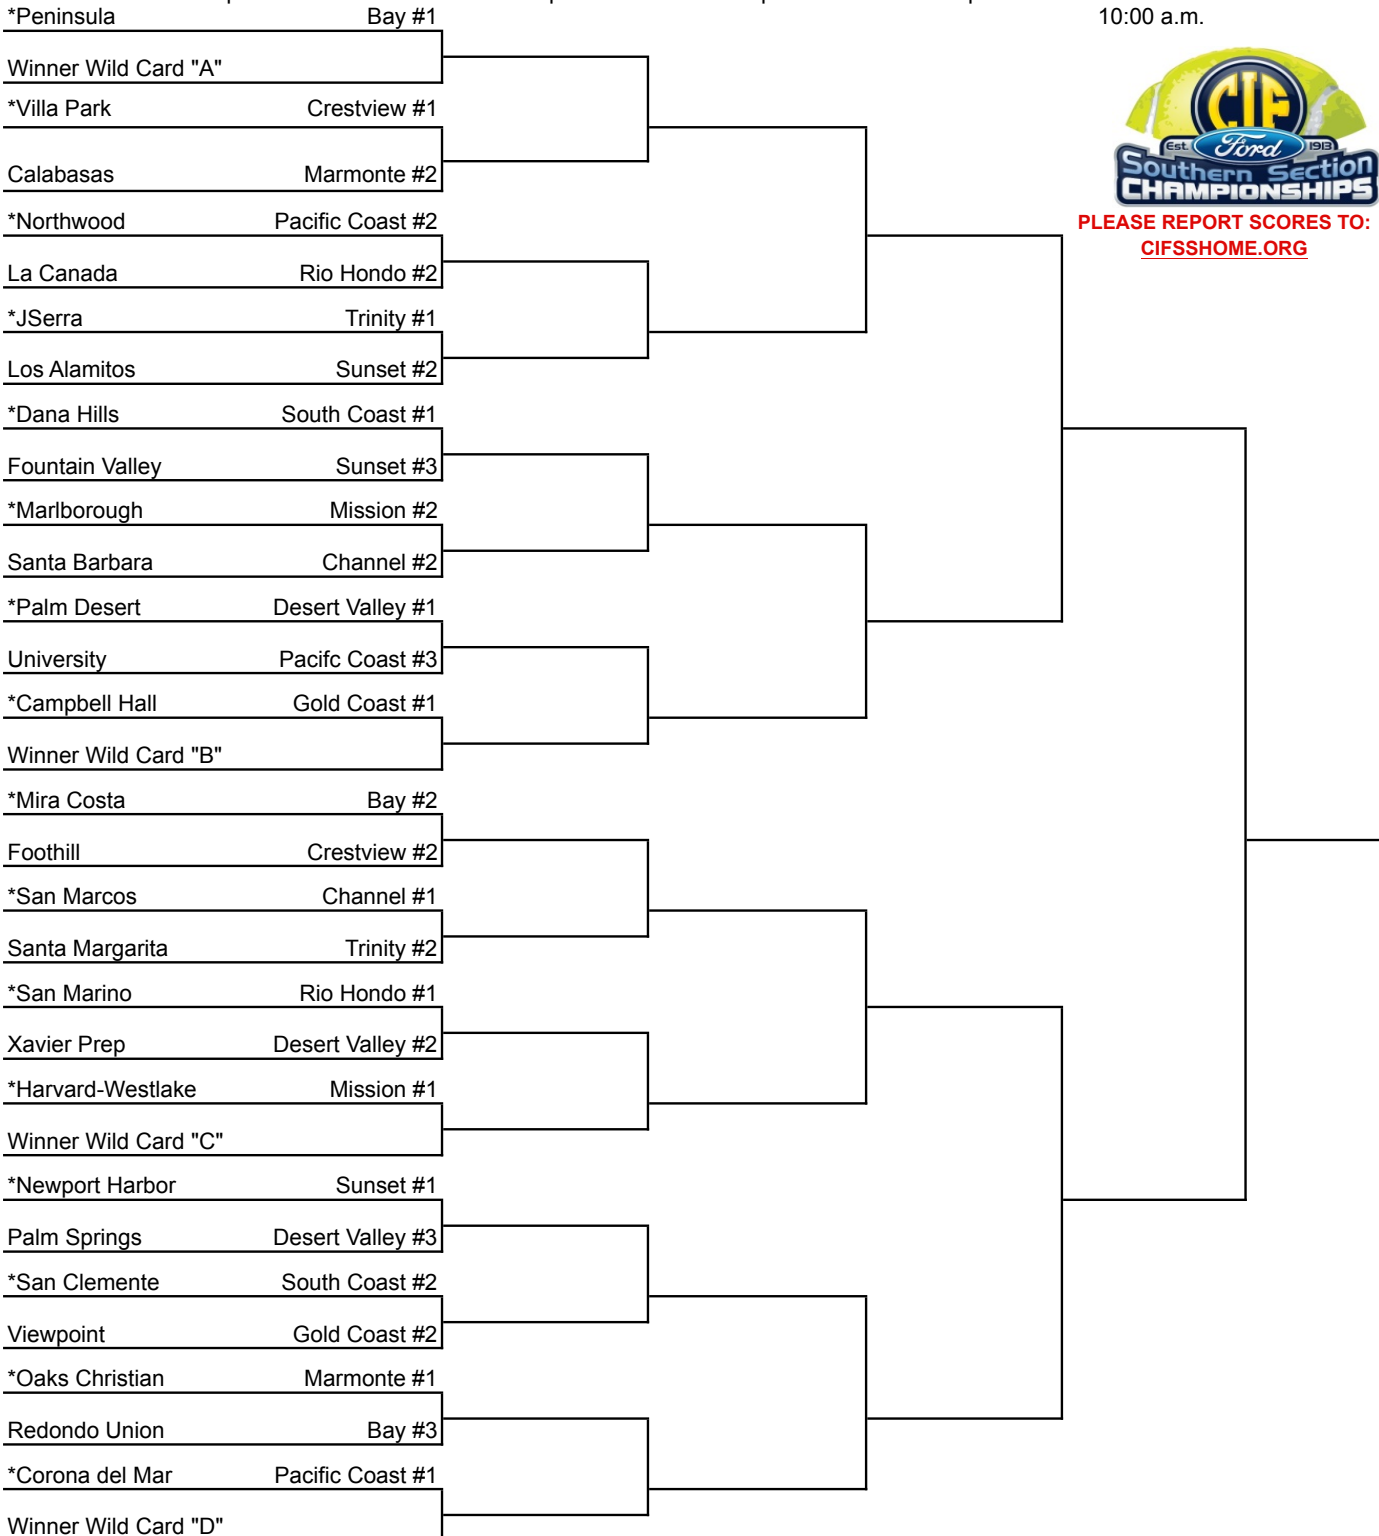 *Peninsula Bay #1 10:00 a.m.
Winner Wild Card "A"
*Villa Park Crestview #1
CIF
Est. Ford 1913
Southern Section
CHAMPIONSHIPS
Calabasas Marmonte #2
*Northwood Pacific Coast #2
PLEASE REPORT SCORES TO:
CIFSSHOME.ORG
La Canada Rio Hondo #2
*JSerra Trinity #1
Los Alamitos Sunset #2
*Dana Hills South Coast #1
Fountain Valley Sunset #3
*Marlborough Mission #2
Santa Barbara Channel #2
*Palm Desert Desert Valley #1
University Pacifc Coast #3
*Campbell Hall Gold Coast #1
Winner Wild Card "B"
*Mira Costa Bay #2
Foothill Crestview #2
*San Marcos Channel #1
Santa Margarita Trinity #2
*San Marino Rio Hondo #1
Xavier Prep Desert Valley #2
*Harvard-Westlake Mission #1
Winner Wild Card "C"
*Newport Harbor Sunset #1
Palm Springs Desert Valley #3
*San Clemente South Coast #2
Viewpoint Gold Coast #2
*Oaks Christian Marmonte #1
Redondo Union Bay #3
*Corona del Mar Pacific Coast #1
Winner Wild Card "D"